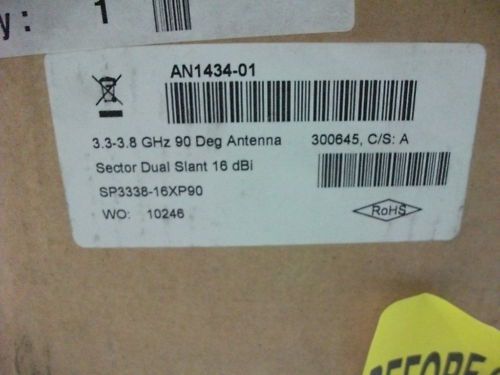 y: 1
AN1434-01
3.3-3.8 GHz 90 Deg Antenna 300645, C/S: A
Sector Dual Slant 16 dBi
SP3338-16XP90
WO: 10246
RoHS
BEFORE